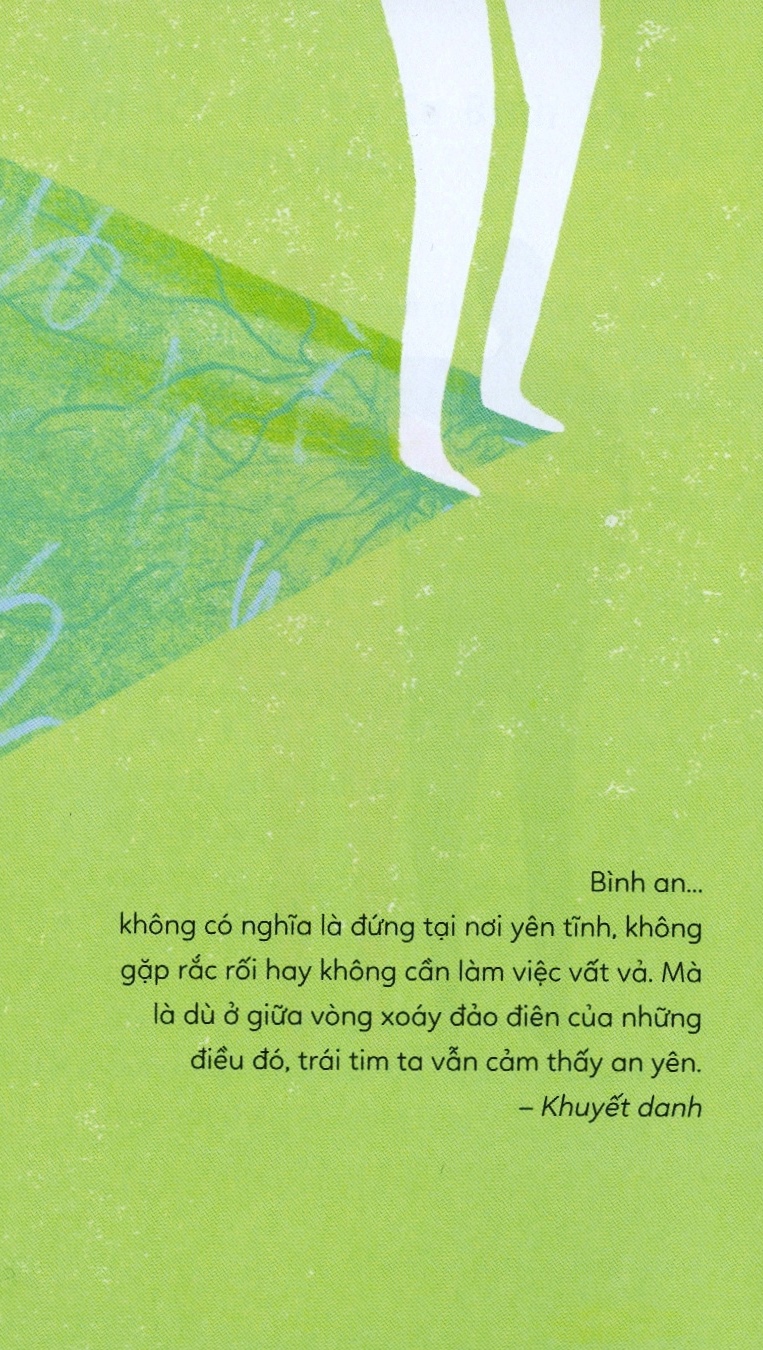 Bình an...
không có nghĩa là đứng tại nơi yên tĩnh, không
gặp rắc rối hay không cần làm việc vất vả. Mà
là dù ở giữa vòng xoáy đảo điên của những
điều đó, trái tim ta vẫn cảm thấy an yên.
– Khuyết danh